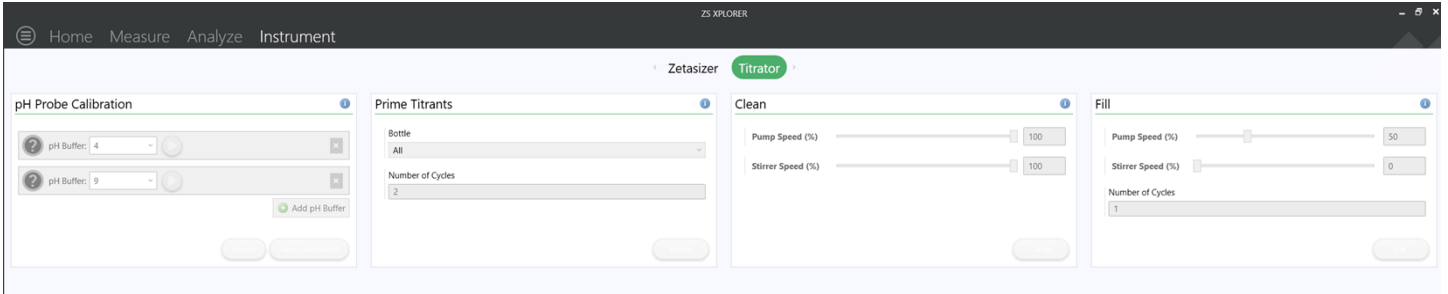 ZS XPLORER
Home Measure Analyze Instrument
Zetasizer Titrator
pH Probe Calibration
pH Buffer: 4
pH Buffer: 9
Add pH Buffer
Prime Titrants
Bottle
All
Number of Cycles
2
Clean
Pump Speed (%) 100
Stirrer Speed (%) 100
Fill
Pump Speed (%) 50
Stirrer Speed (%) 0
Number of Cycles
1